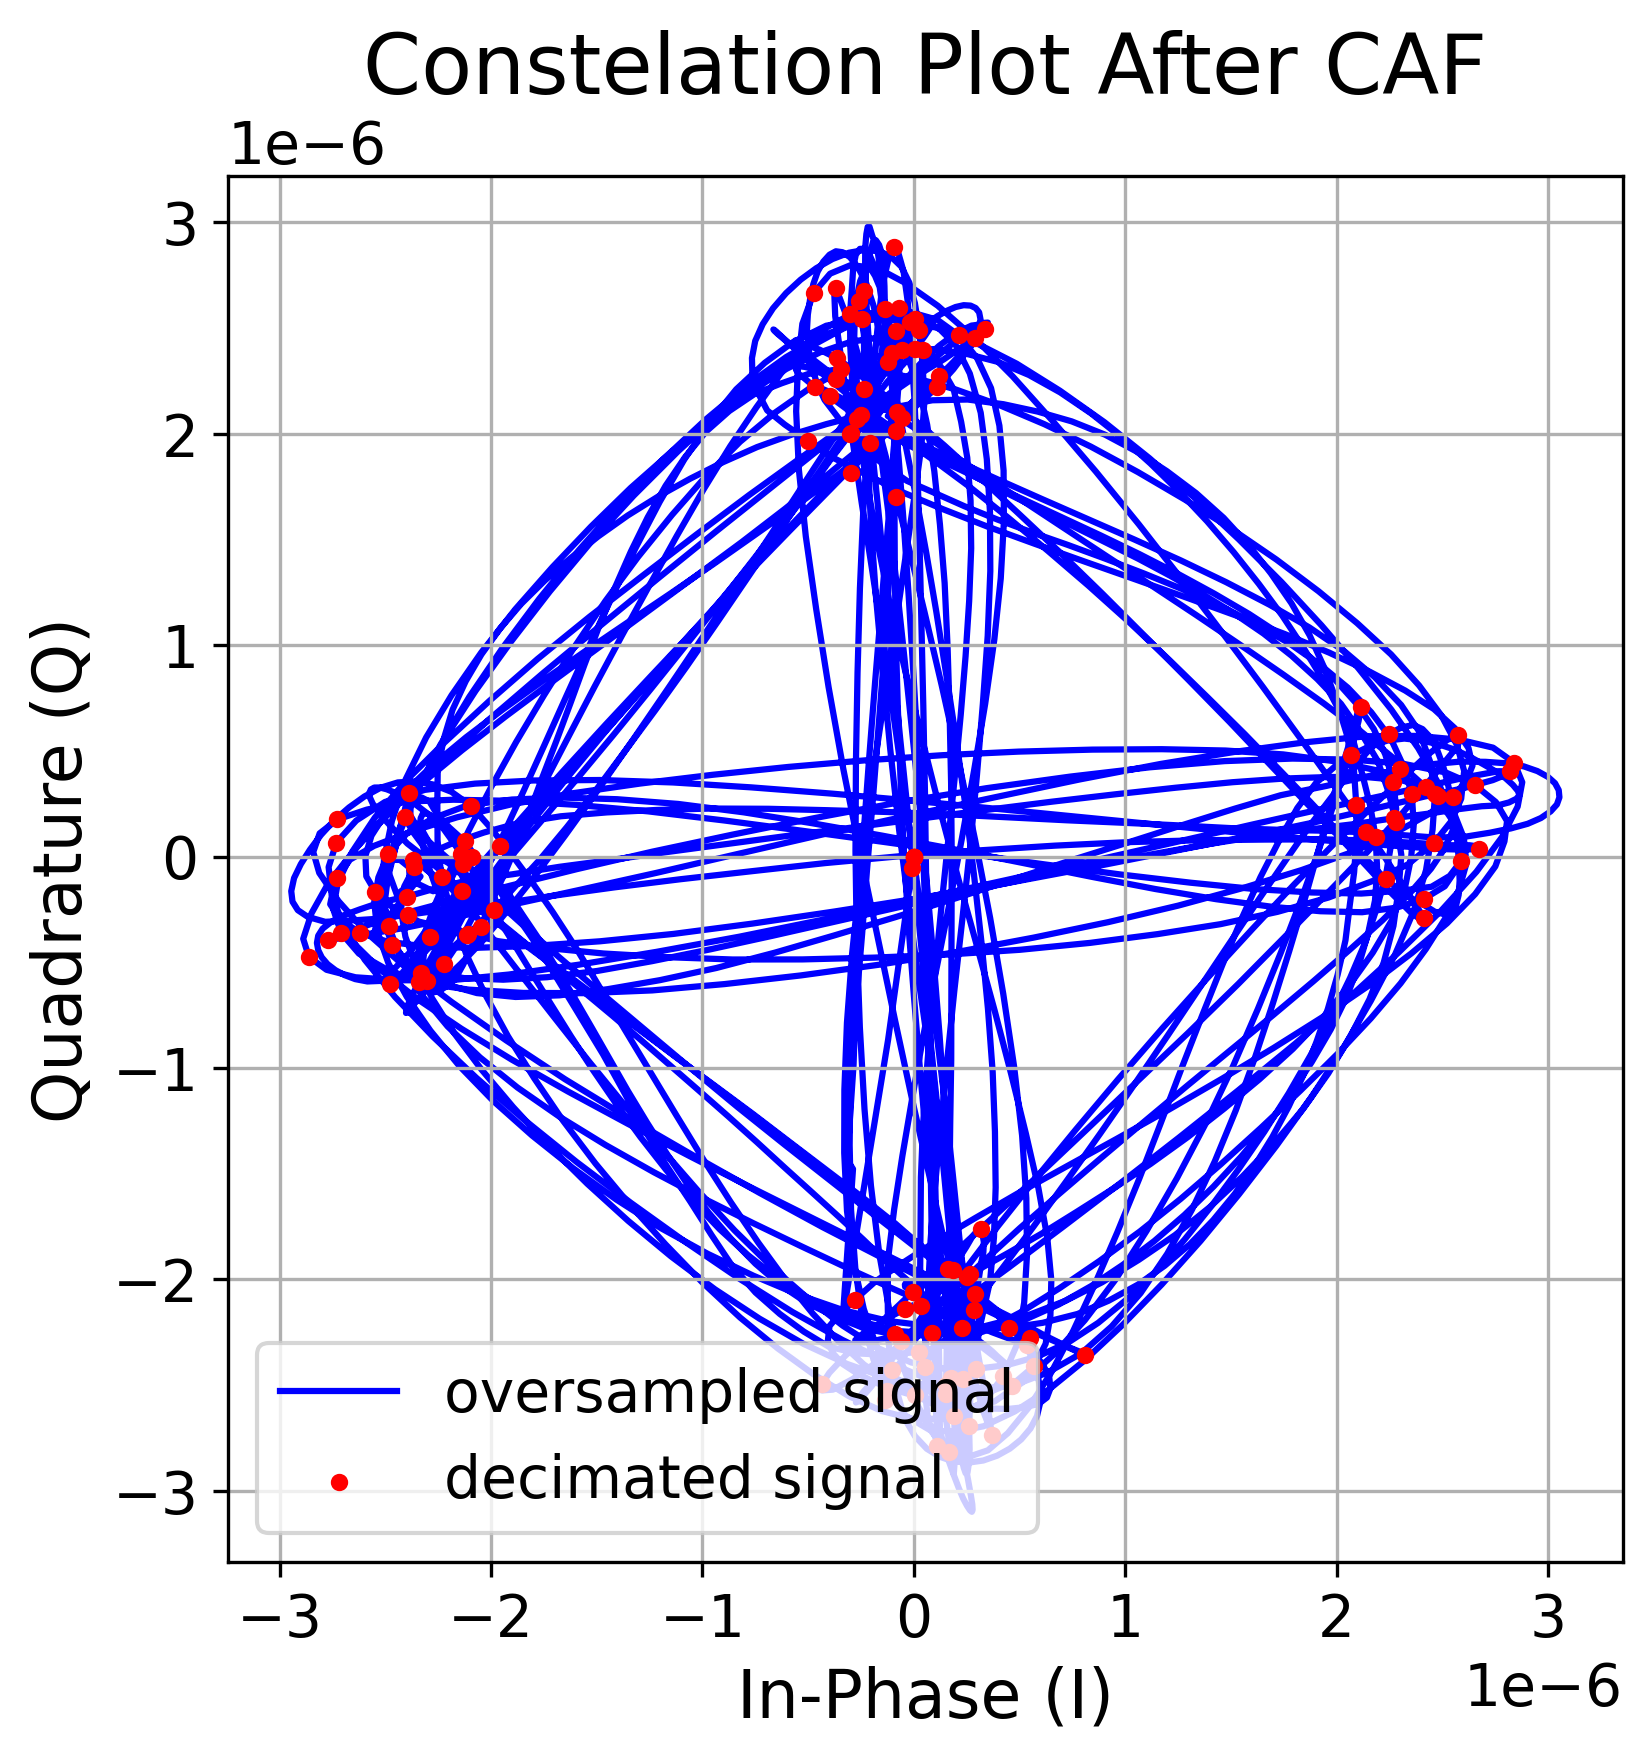 Constelation Plot After CAF
1e−6
3
2
1
0
−1
−2
−3
Quadrature (Q)
oversampled signal
decimated signal
−3 −2 −1 0 1 2 3
1e−6
In-Phase (I)